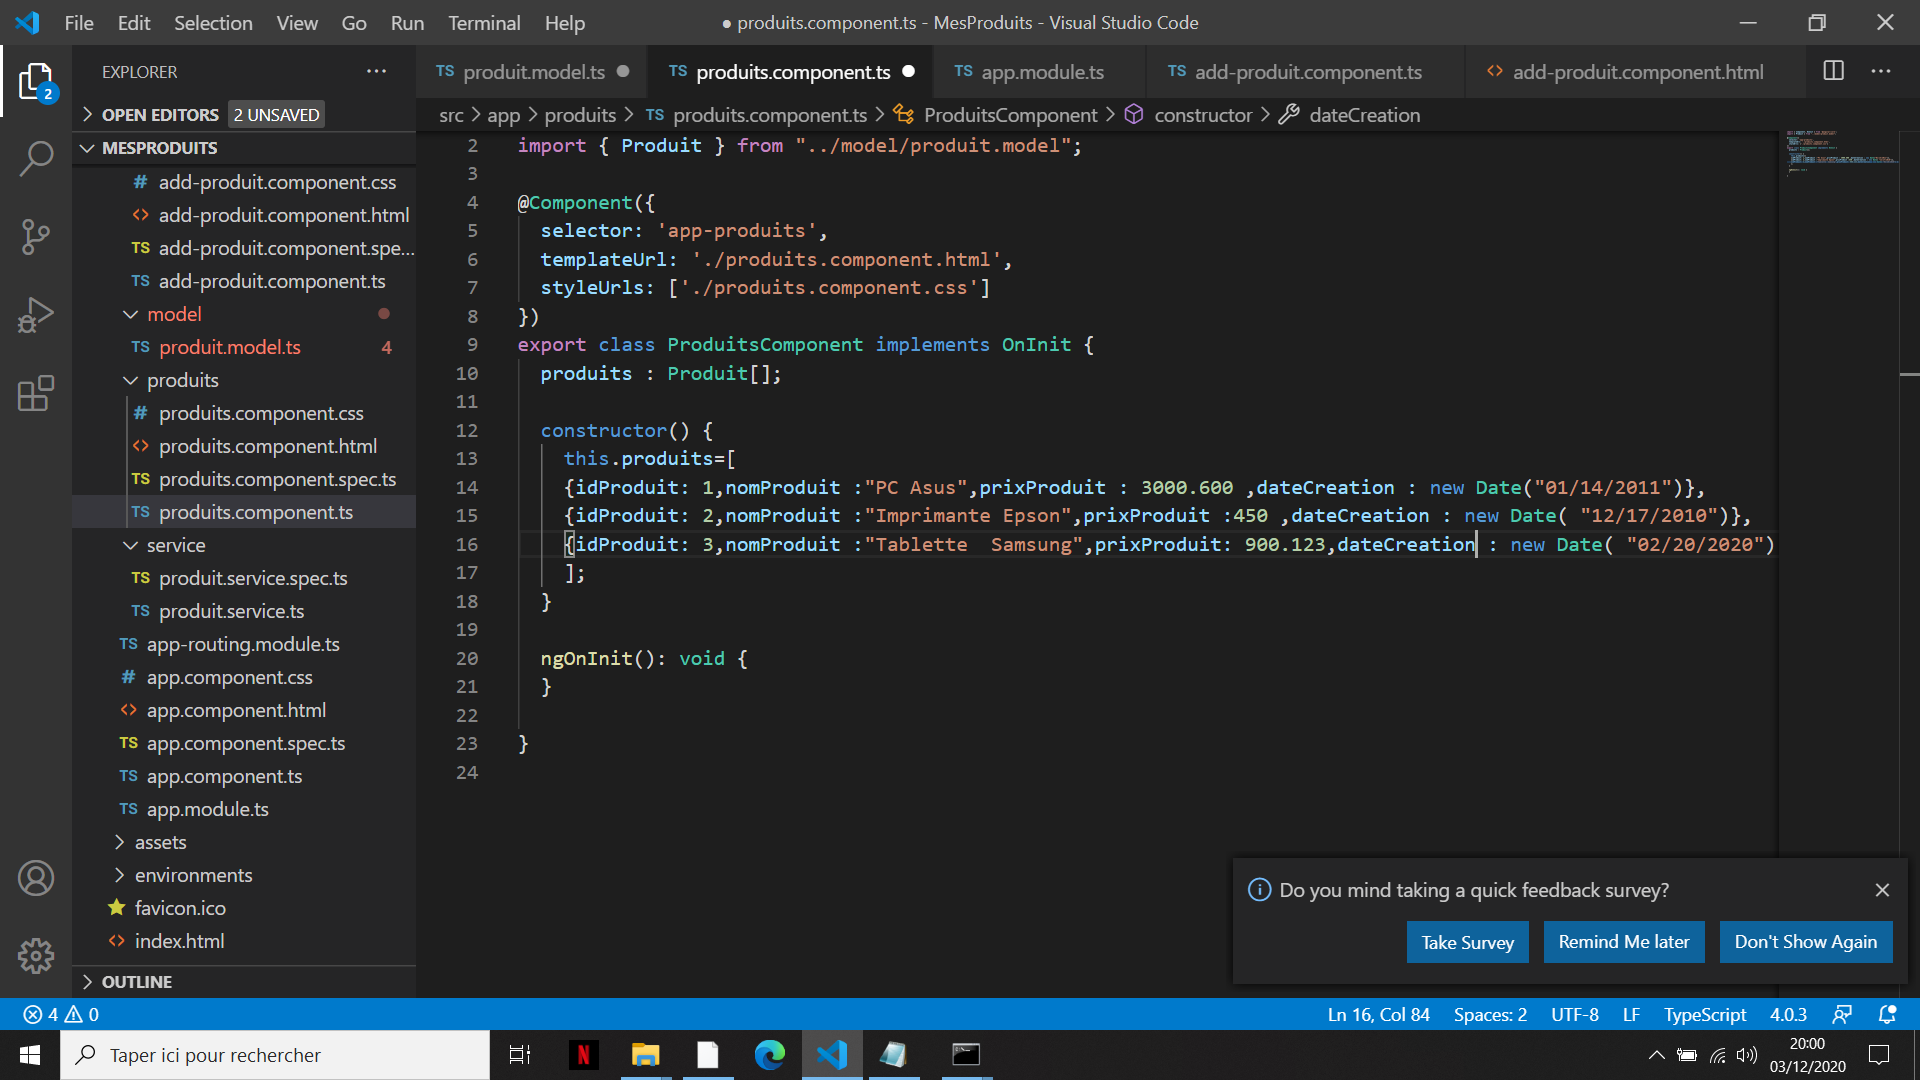 File Edit Selection View Go Run Terminal Help
● produits.component.ts - MesProduits - Visual Studio Code
2
EXPLORER
OPEN EDITORS 2 UNSAVED
MESPRODUITS
# add-produit.component.css
<> add-produit.component.html
TS add-produit.component.spe...
TS add-produit.component.ts
model
TS produit.model.ts 4
produits
# produits.component.css
<> produits.component.html
TS produits.component.spec.ts
TS produits.component.ts
service
TS produit.service.spec.ts
TS produit.service.ts
TS app-routing.module.ts
# app.component.css
<> app.component.html
TS app.component.spec.ts
TS app.component.ts
TS app.module.ts
assets
environments
favicon.ico
<> index.html
OUTLINE
TS produit.model.ts ●
TS produits.component.ts ●
TS app.module.ts
TS add-produit.component.ts
<> add-produit.component.html
src > app > produits > TS produits.component.ts > ProduitsComponent > constructor > dateCreation
2 import { Produit } from "../model/produit.model";
3
4 @Component({
5 selector: 'app-produits',
6 templateUrl: './produits.component.html',
7 styleUrls: ['./produits.component.css']
8 })
9 export class ProduitsComponent implements OnInit {
10 produits : Produit[];
11
12 constructor() {
13 this.produits=[
14 {idProduit: 1,nomProduit :"PC Asus",prixProduit : 3000.600 ,dateCreation : new Date("01/14/2011")},
15 {idProduit: 2,nomProduit :"Imprimante Epson",prixProduit :450 ,dateCreation : new Date( "12/17/2010")},
16 {idProduit: 3,nomProduit :"Tablette  Samsung",prixProduit: 900.123,dateCreation : new Date( "02/20/2020")
17 ];
18 }
19
20 ngOnInit(): void {
21 }
22
23 }
24
Do you mind taking a quick feedback survey?
Take Survey
Remind Me later
Don't Show Again
4 0
Ln 16, Col 84 Spaces: 2 UTF-8 LF TypeScript 4.0.3
Taper ici pour rechercher
N
20:00
03/12/2020